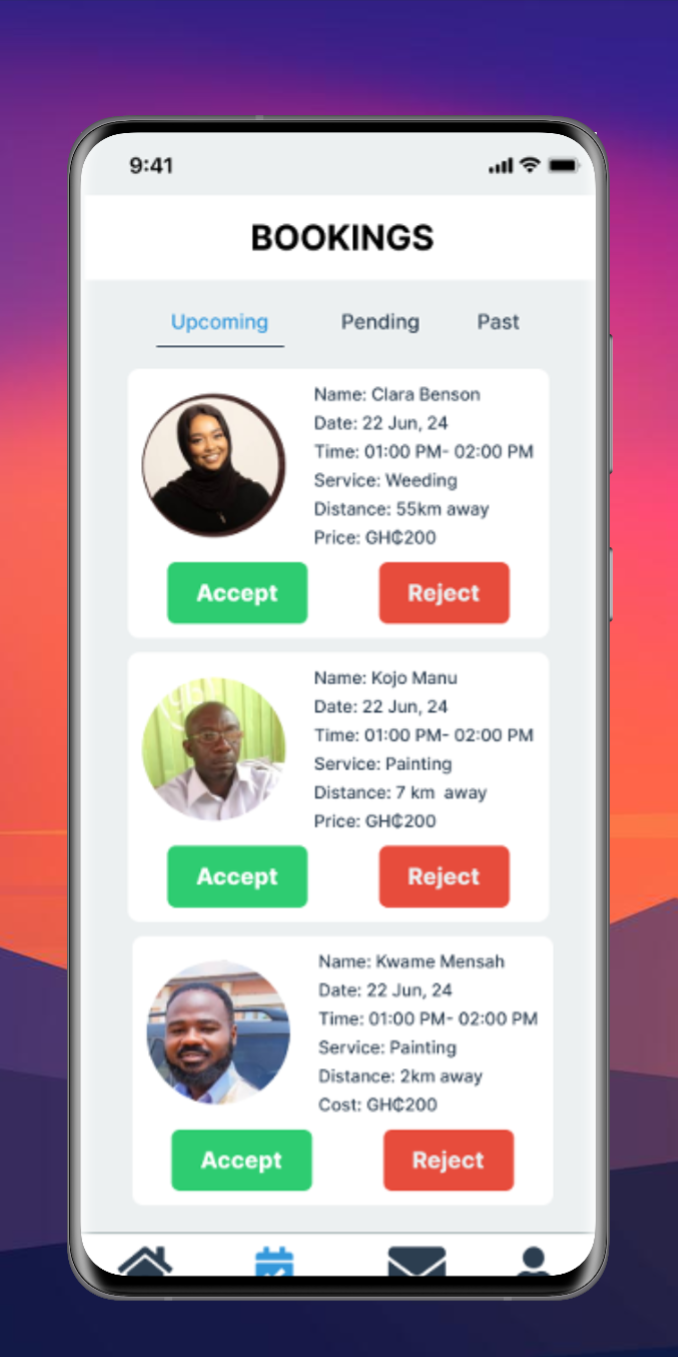 9:41
BOOKINGS
Upcoming Pending Past
Name: Clara Benson
Date: 22 Jun, 24
Time: 01:00 PM- 02:00 PM
Service: Weeding
Distance: 55km away
Price: GH₵200
Accept Reject
Name: Kojo Manu
Date: 22 Jun, 24
Time: 01:00 PM- 02:00 PM
Service: Painting
Distance: 7 km away
Price: GH₵200
Accept Reject
Name: Kwame Mensah
Date: 22 Jun, 24
Time: 01:00 PM- 02:00 PM
Service: Painting
Distance: 2km away
Cost: GH₵200
Accept Reject